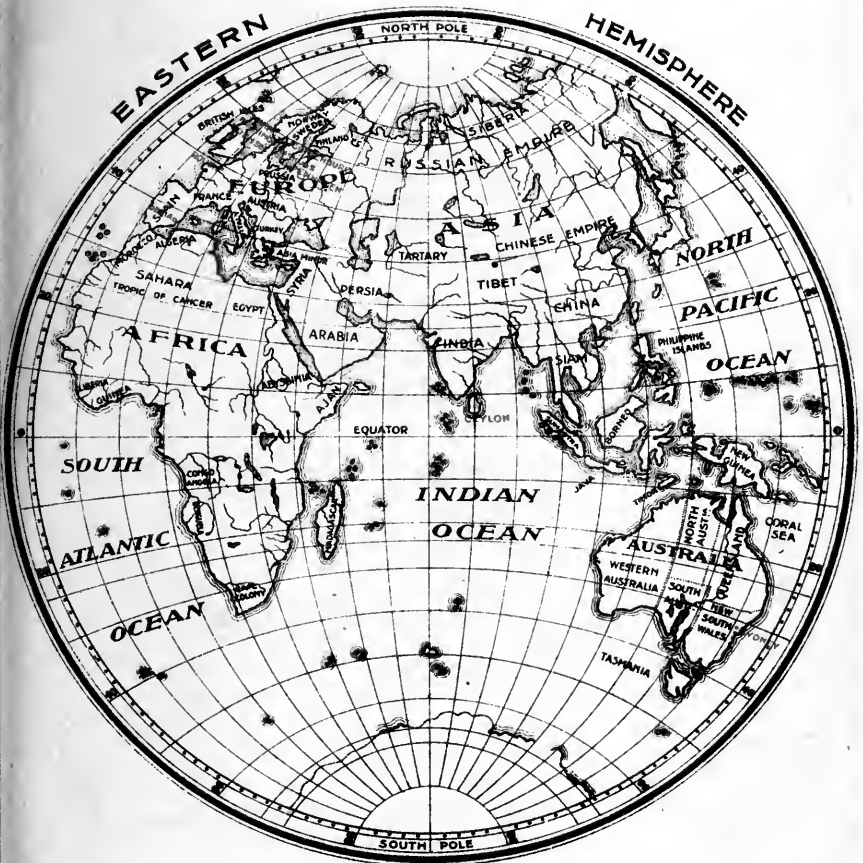 EASTERN HEMISPHERE
NORTH POLE
BRITISH ISLES
NORWAY
SWEDEN
FINLAND
SIBERIA
RUSSIAN EMPIRE
PRUSSIA
EUROPE
FRANCE
AUSTRIA
SPAIN
TURKEY
ASIA
CHINESE EMPIRE
MOROCCO
ALGERIA
ASIA MINOR
TARTARY
NORTH
PACIFIC
OCEAN
SAHARA
TROPIC OF CANCER
EGYPT
SYRIA
PERSIA
TIBET
CHINA
AFRICA
ARABIA
INDIA
SIAM
PHILIPPINE
ISLANDS
ABYSSINIA
AJAN
LIBERIA
GUINEA
CEYLON
EQUATOR
BORNEO
NEW
GUINEA
SOUTH
ATLANTIC
OCEAN
CONGO
ANGOLA
INDIAN
OCEAN
JAVA
TIMOR
MADAGASCAR
CORAL
SEA
NORTH
AUST
AUSTRAL
QUEENSLAND
WESTERN
AUSTRALIA
SOUTH
NEW
SOUTH
WALES
SYDNEY
COLONY
TASMANIA
SOUTH POLE